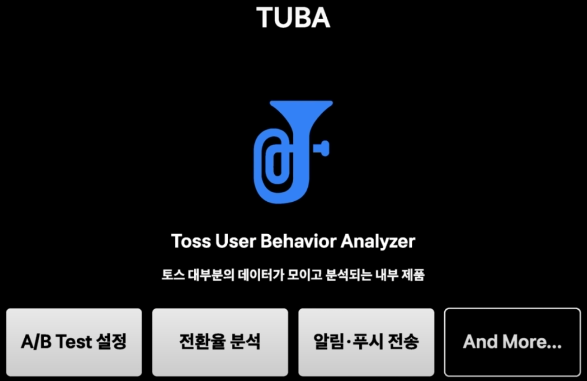 TUBA
Toss User Behavior Analyzer
토스 대부분의 데이터가 모이고 분석되는 내부 제품
A/B Test 설정
전환율 분석
알림·푸시 전송
And More...